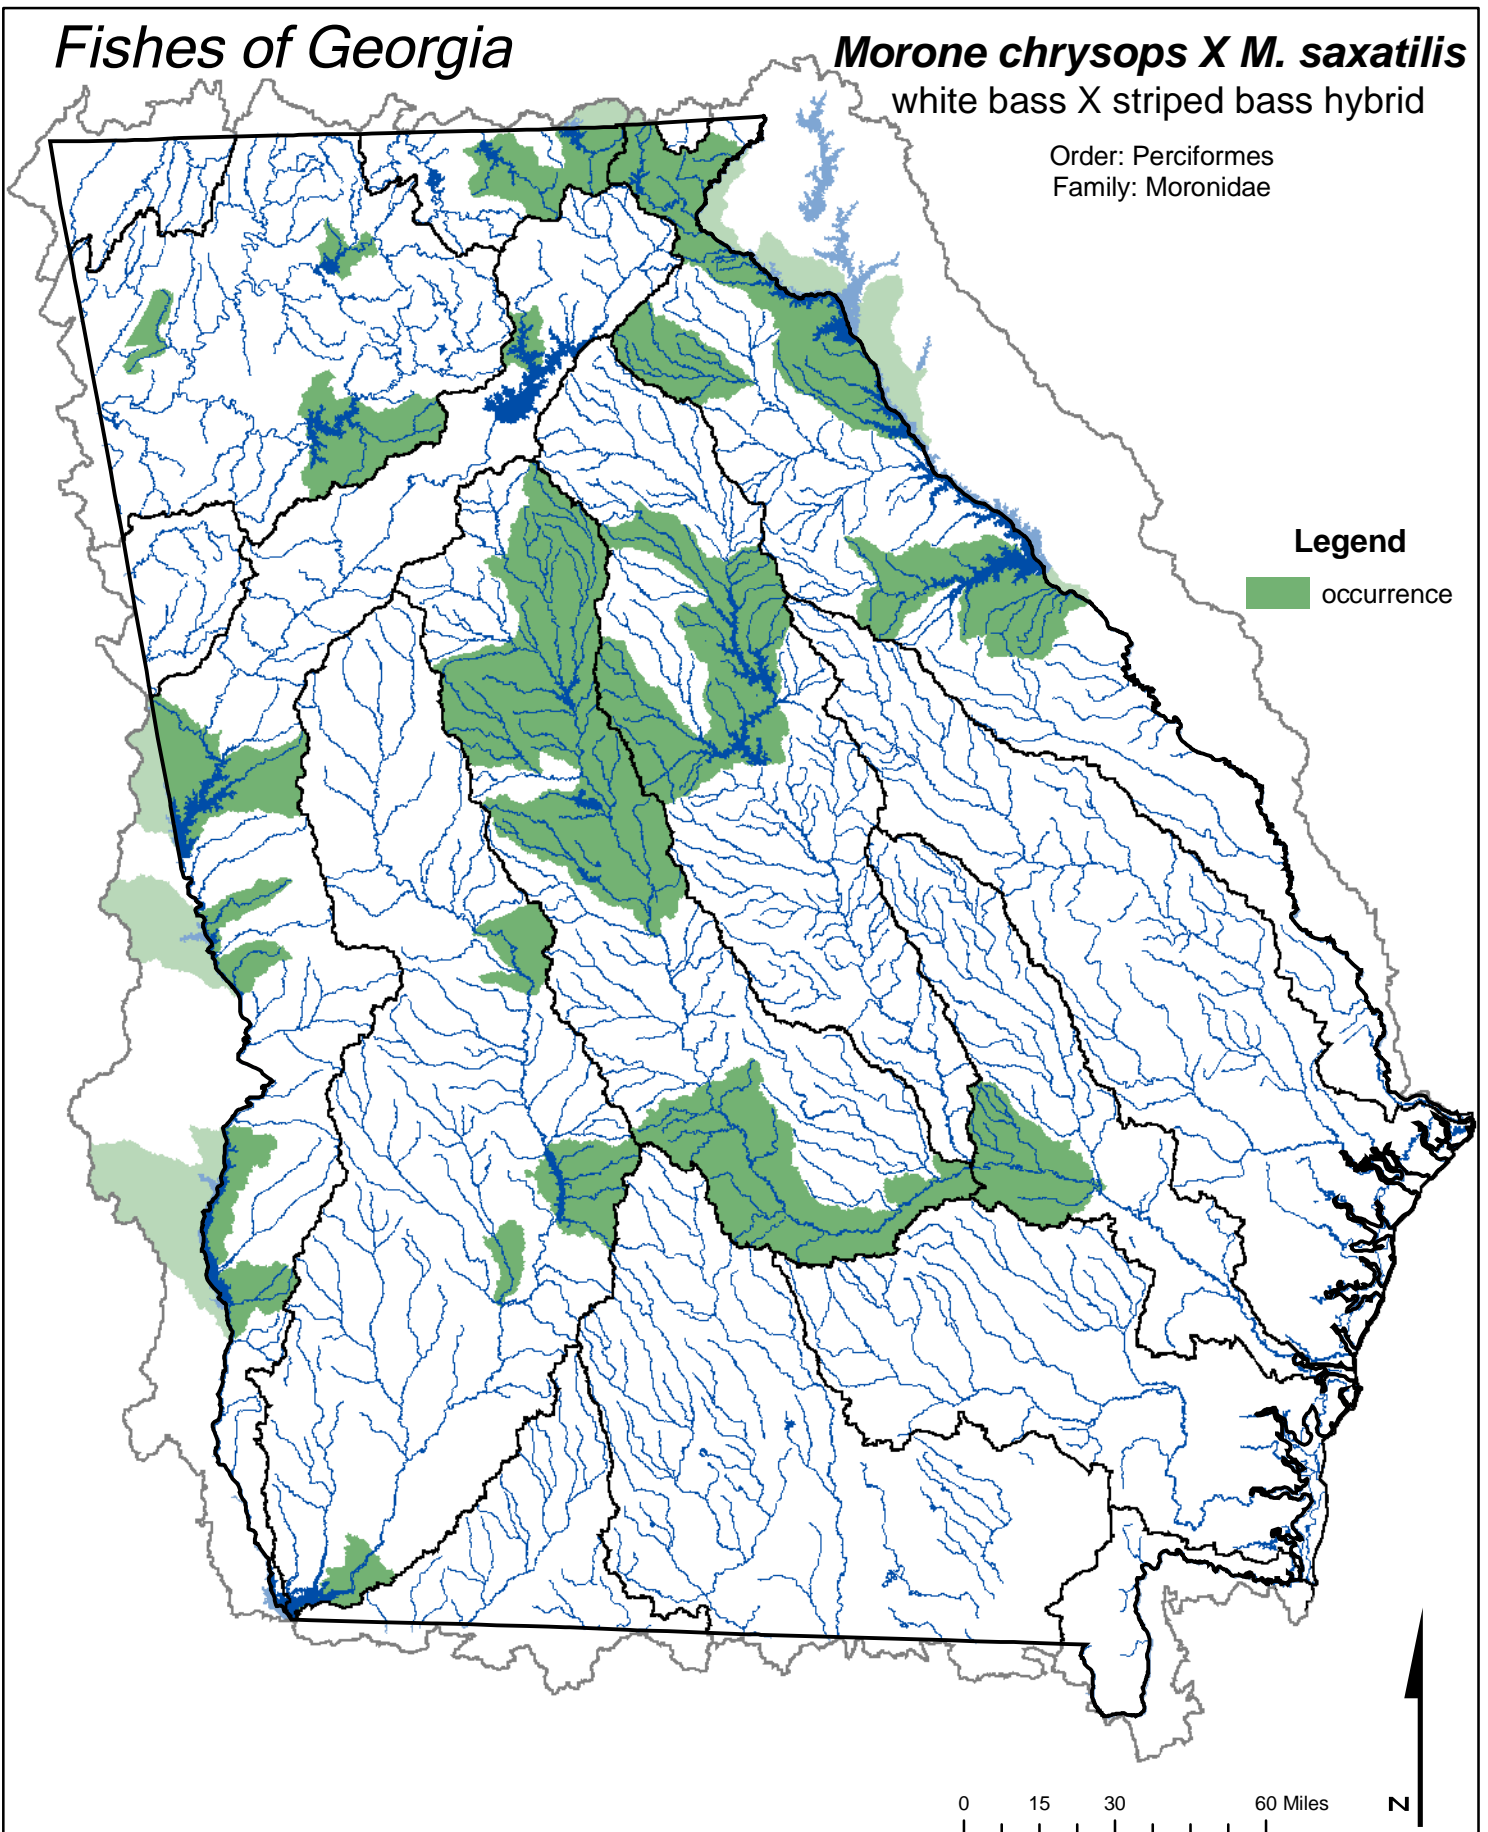 Fishes of Georgia
Morone chrysops X M. saxatilis
white bass X striped bass hybrid
Order: Perciformes
Family: Moronidae
Legend
occurrence
0 15 30 60 Miles
N